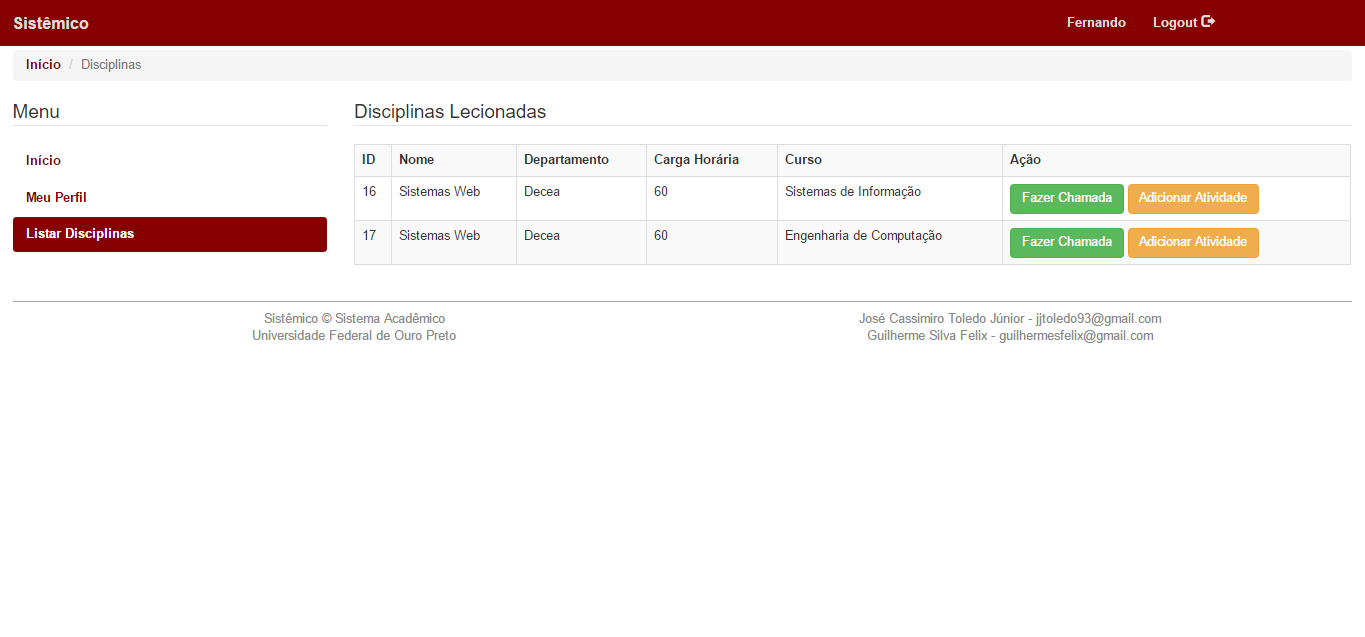 Sistêmico Fernando Logout
Início / Disciplinas
Menu
Início
Meu Perfil
Listar Disciplinas
Disciplinas Lecionadas
ID Nome Departamento Carga Horária Curso Ação
16 Sistemas Web Decea 60 Sistemas de Informação Fazer Chamada Adicionar Atividade
17 Sistemas Web Decea 60 Engenharia de Computação Fazer Chamada Adicionar Atividade
Sistêmico © Sistema Acadêmico
Universidade Federal de Ouro Preto
José Cassimiro Toledo Júnior - jjtoledo93@gmail.com
Guilherme Silva Felix - guilhermesfelix@gmail.com